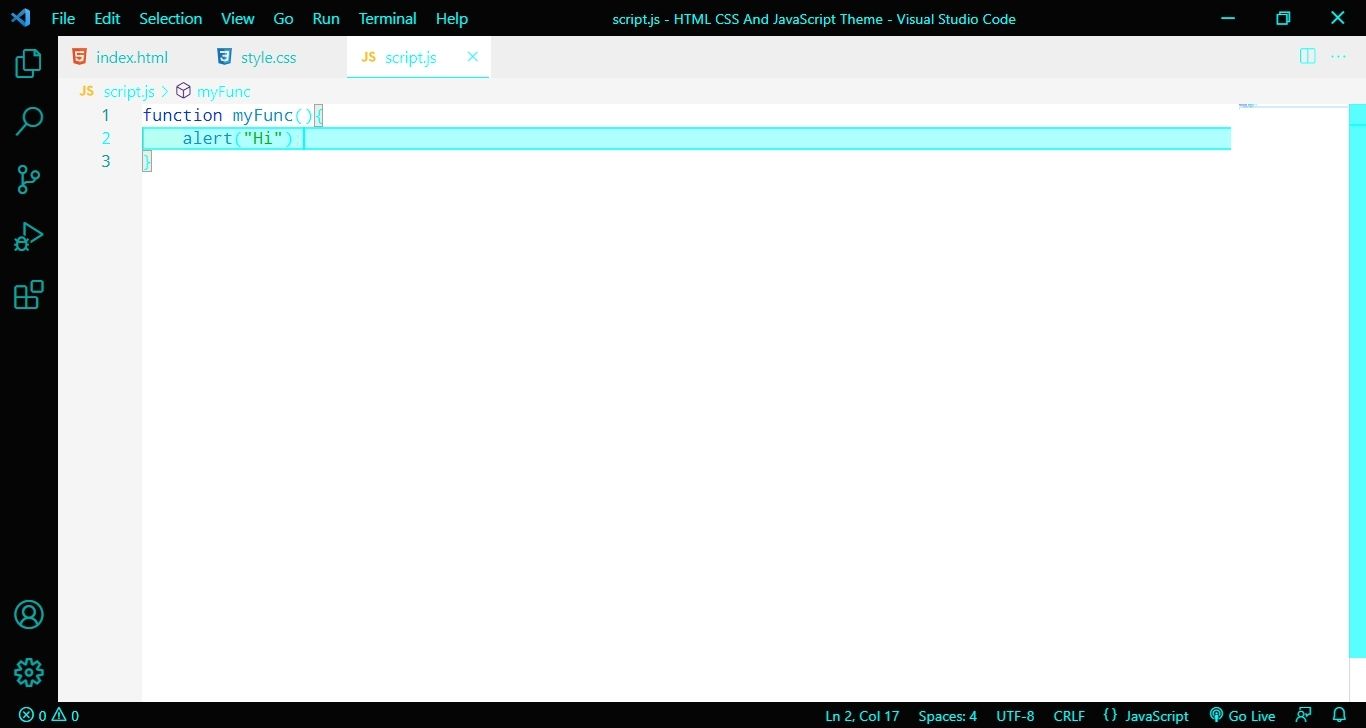 File Edit Selection View Go Run Terminal Help script.js - HTML CSS And JavaScript Theme - Visual Studio Code
index.html style.css JS script.js
JS script.js > myFunc
1 function myFunc(){
2 alert("Hi")
3 }
0 0 Ln 2, Col 17 Spaces: 4 UTF-8 CRLF {} JavaScript Go Live